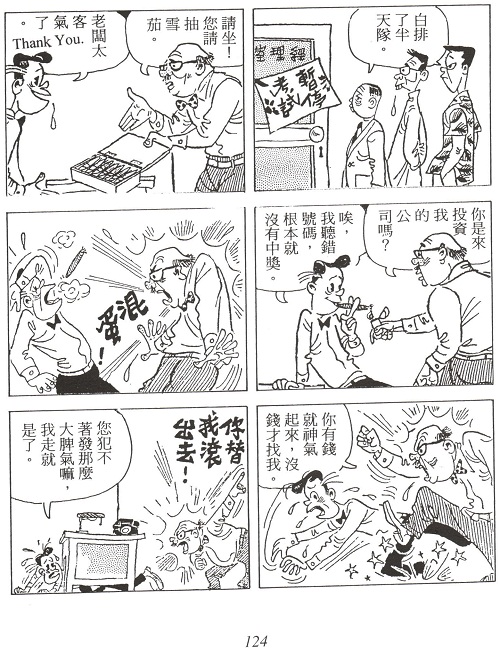 白排
了半
天隊。
經理室
暫停
考試
請坐！
您請
抽
雪
茄。
老闆太
客氣了。
Thank You.
你是來
投資
我的公
司嗎？
唉，
我聽錯
號碼，
根本就
沒有中獎。
混
蛋！
你有錢
就神氣
起來，沒
錢才找我。
你替
我滾
出去！
您犯不
著發那麼
大脾氣嘛，
我走就
是了。
124